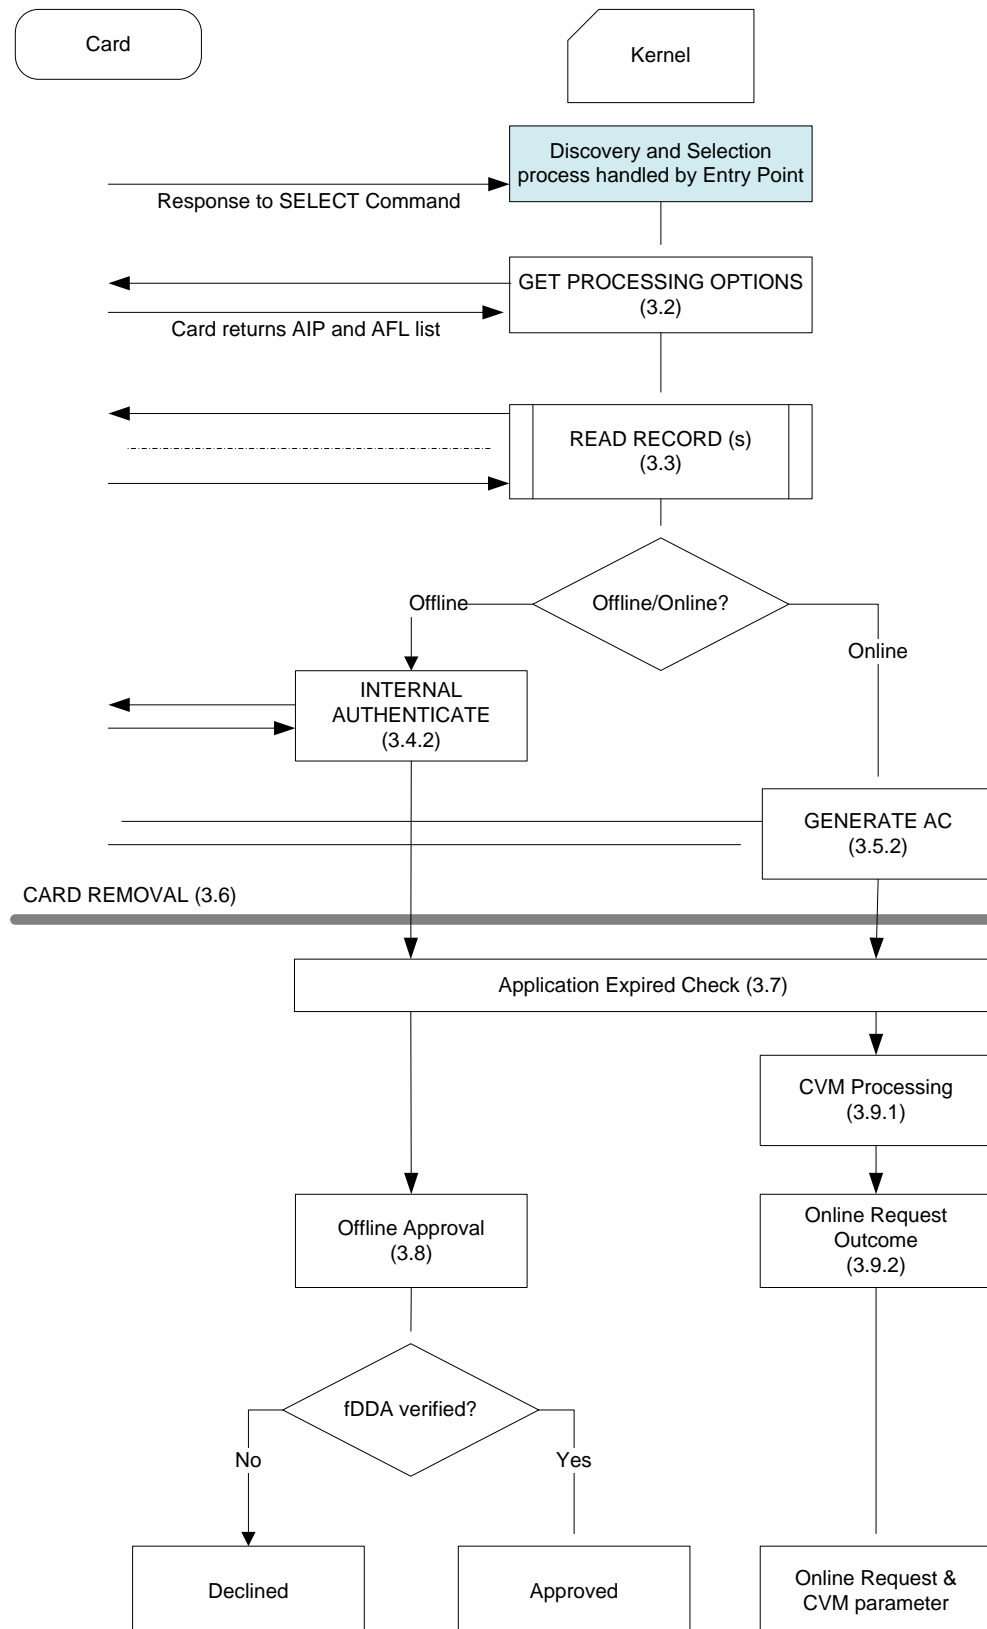 Card
Kernel
Discovery and Selection
process handled by Entry Point
Response to SELECT Command
GET PROCESSING OPTIONS
(3.2)
Card returns AIP and AFL list
READ RECORD (s)
(3.3)
Offline
Offline/Online?
Online
INTERNAL
AUTHENTICATE
(3.4.2)
GENERATE AC
(3.5.2)
CARD REMOVAL (3.6)
Application Expired Check (3.7)
CVM Processing
(3.9.1)
Offline Approval
(3.8)
Online Request
Outcome
(3.9.2)
fDDA verified?
No
Yes
Declined
Approved
Online Request &
CVM parameter